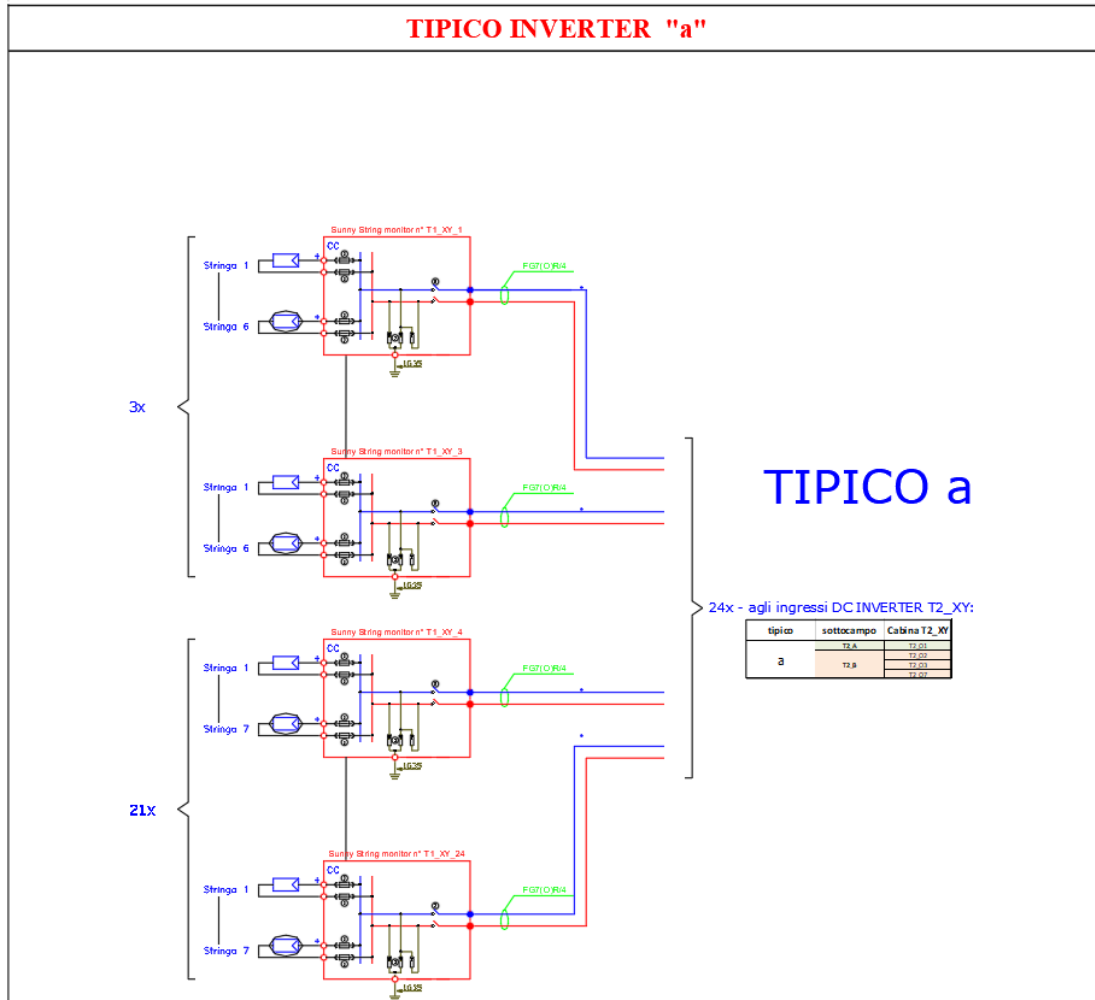 TIPICO INVERTER "a"
Sunny String monitor n° T1_XY_1
CC
Stringa 1
Stringa 6
FG7(O)R/4
1G35
3x
Sunny String monitor n° T1_XY_3
CC
Stringa 1
Stringa 6
FG7(O)R/4
1G35
TIPICO a
24x - agli ingressi DC INVERTER T2_XY:
tipico sottocampo Cabina T2_XY
a
T2_A T2_01
T2_B
T2_02
T2_03
T2_07
Sunny String monitor n° T1_XY_4
CC
Stringa 1
Stringa 7
FG7(O)R/4
1G35
21x
Sunny String monitor n° T1_XY_24
CC
Stringa 1
Stringa 7
FG7(O)R/4
1G35